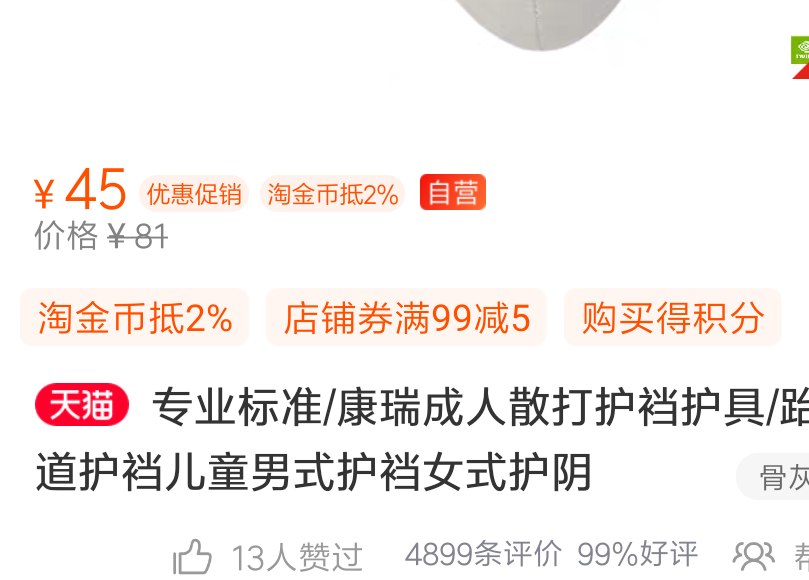 ¥45 优惠促销 淘金币抵2% 自营
价格 ¥81
淘金币抵2% 店铺券满99减5 购买得积分
天猫 专业标准/康瑞成人散打护裆护具/跆
道护裆儿童男式护裆女式护阴
骨灰
13人赞过 4899条评价 99%好评 帮